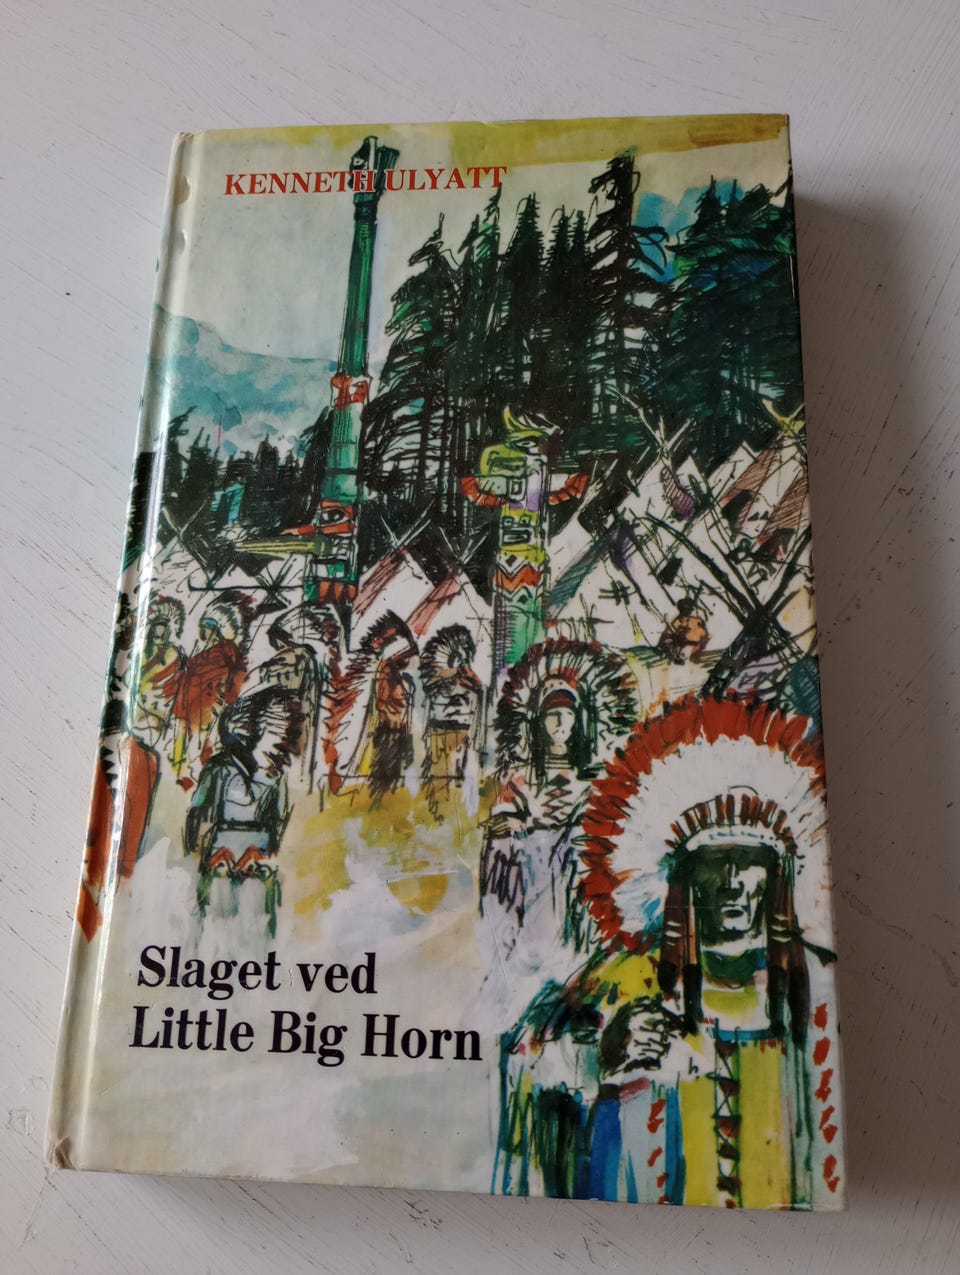 KENNETH ULYATT
Slaget ved
Little Big Horn